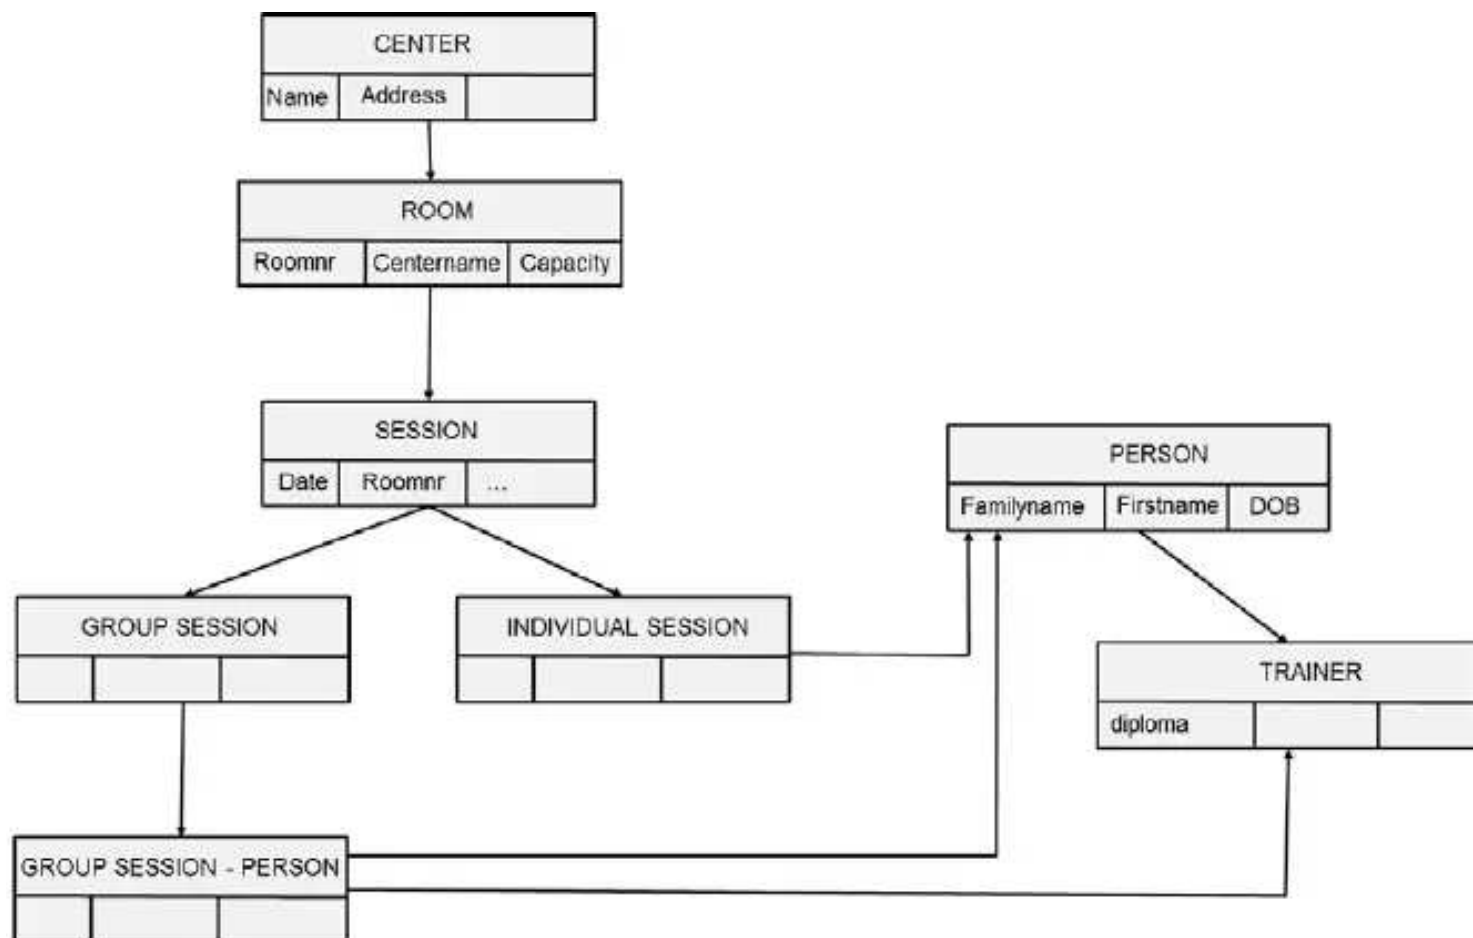 CENTER
Name Address
ROOM
Roomnr Centername Capacity
SESSION
Date Roomnr ...
PERSON
Familyname Firstname DOB
GROUP SESSION
INDIVIDUAL SESSION
TRAINER
diploma
GROUP SESSION - PERSON